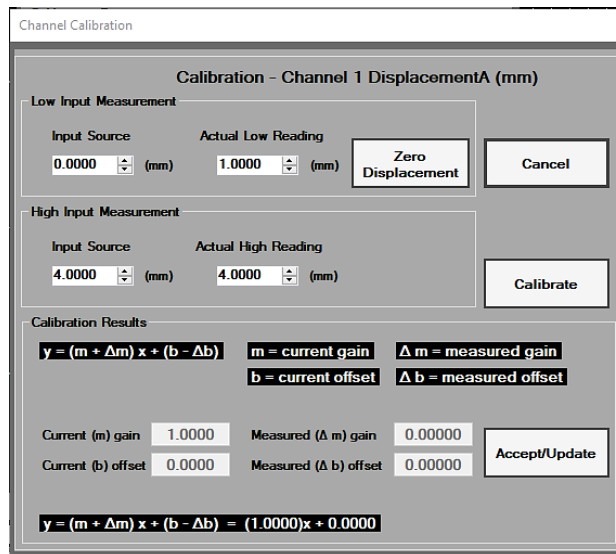 Channel Calibration
Calibration - Channel 1 DisplacementA (mm)
Low Input Measurement
Input Source Actual Low Reading
0.0000 (mm) 1.0000 (mm) Zero Displacement Cancel
High Input Measurement
Input Source Actual High Reading
4.0000 (mm) 4.0000 (mm)
Calibrate
Calibration Results
y = (m + Δm) x + (b - Δb) m = current gain Δ m = measured gain
b = current offset Δ b = measured offset
Current (m) gain 1.0000 Measured (Δ m) gain 0.00000
Current (b) offset 0.0000 Measured (Δ b) offset 0.00000
Accept/Update
y = (m + Δm) x + (b - Δb) = (1.0000)x + 0.0000